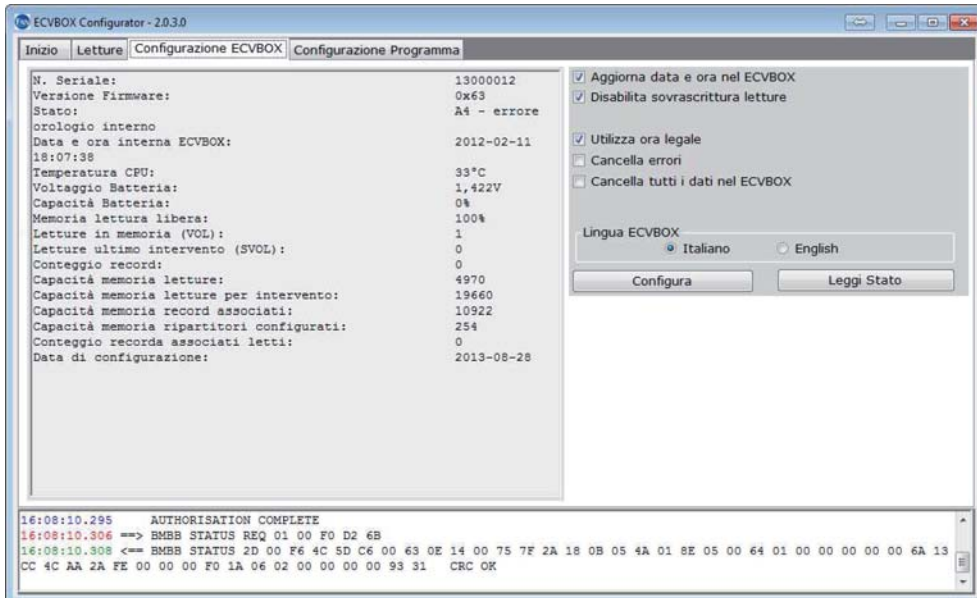 ECVBOX Configurator - 2.0.3.0
Inizio Letture Configurazione ECVBOX Configurazione Programma
N. Seriale: 13000012
Versione Firmware: 0x63
Stato: A4 - errore
orologio interno
Data e ora interna ECVBOX: 2012-02-11
18:07:38
Temperatura CPU: 33°C
Voltaggio Batteria: 1,422V
Capacità Batteria: 0%
Memoria lettura libera: 100%
Letture in memoria (VOL): 1
Letture ultimo intervento (SVOL): 0
Conteggio record: 0
Capacità memoria letture: 4970
Capacità memoria letture per intervento: 19660
Capacità memoria record associati: 10922
Capacità memoria ripartitori configurati: 254
Conteggio recorda associati letti: 0
Data di configurazione: 2013-08-28
Aggiorna data e ora nel ECVBOX
Disabilita sovrascrittura letture
Utilizza ora legale
Cancella errori
Cancella tutti i dati nel ECVBOX
Lingua ECVBOX
Italiano English
Configura Leggi Stato
16:08:10.295 AUTHORISATION COMPLETE
16:08:10.306 ==> BMBB STATUS REQ 01 00 F0 D2 6B
16:08:10.308 <== BMBB STATUS 2D 00 F6 4C 5D C6 00 63 0E 14 00 75 7F 2A 18 0B 05 4A 01 8E 05 00 64 01 00 00 00 00 00 6A 13
CC 4C AA 2A FE 00 00 00 F0 1A 06 02 00 00 00 00 93 31 CRC OK